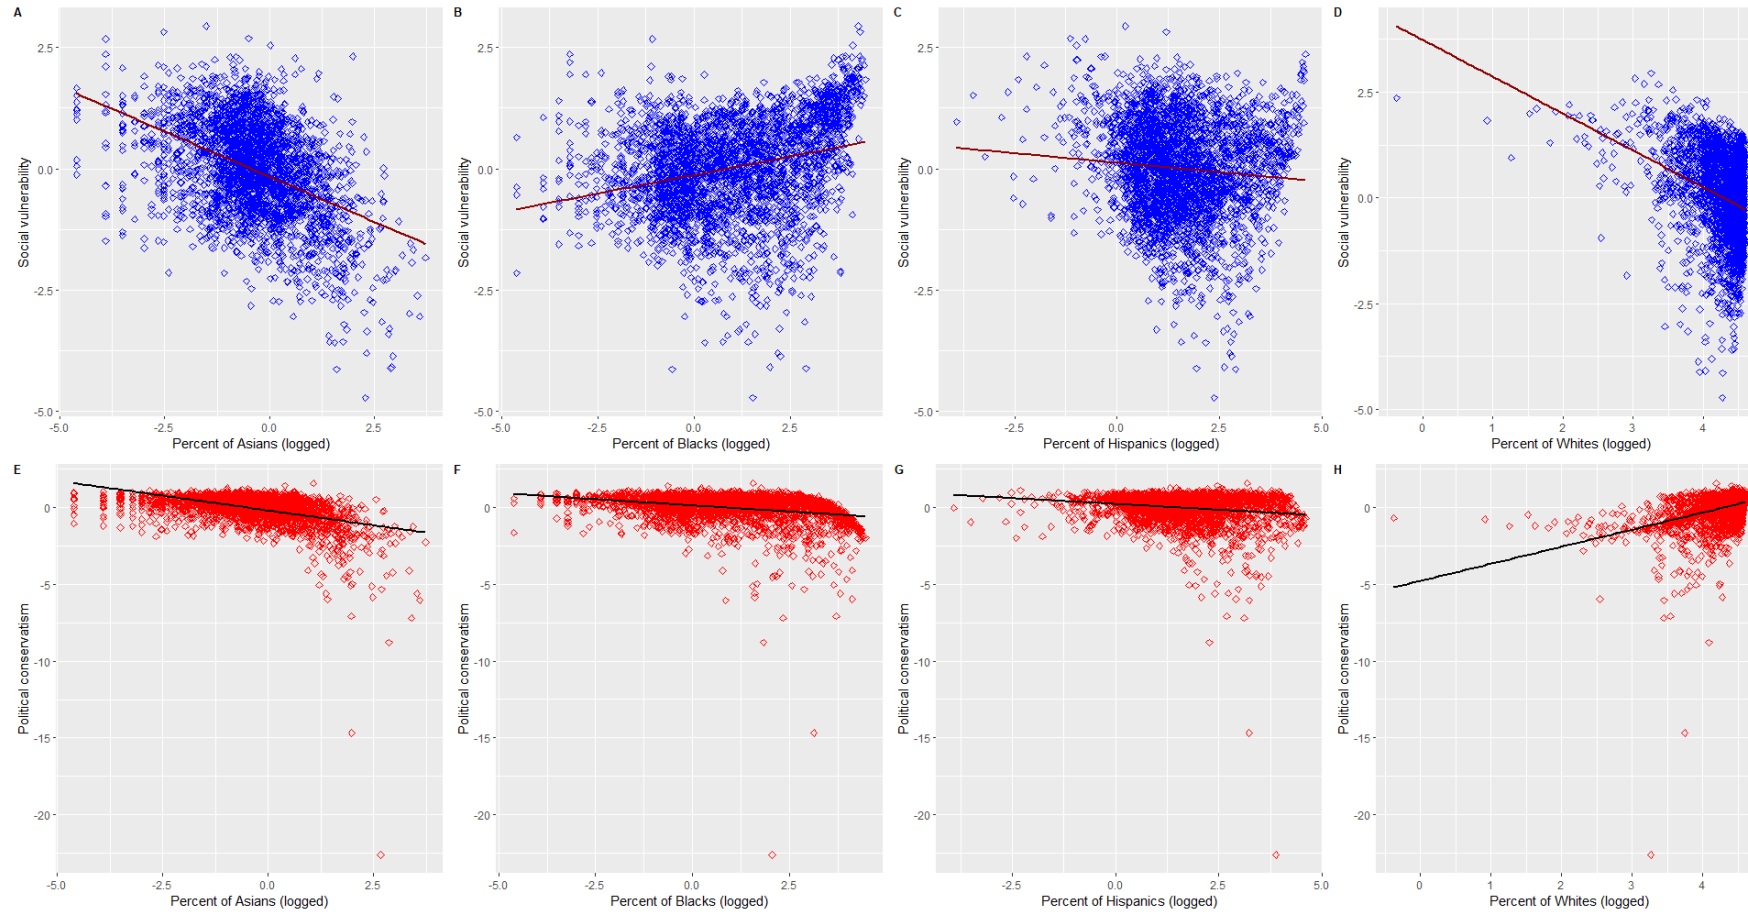 A
B
C
D
Social vulnerability
2.5
0.0
-2.5
-5.0
-5.0
-2.5
0.0
2.5
Percent of Asians (logged)
Social vulnerability
2.5
0.0
-2.5
-5.0
-5.0
-2.5
0.0
2.5
Percent of Blacks (logged)
Social vulnerability
2.5
0.0
-2.5
-5.0
-2.5
0.0
2.5
5.0
Percent of Hispanics (logged)
Social vulnerability
2.5
0.0
-2.5
-5.0
0
1
2
3
4
Percent of Whites (logged)
E
F
G
H
Political conservatism
0
-5
-10
-15
-20
-5.0
-2.5
0.0
2.5
Percent of Asians (logged)
Political conservatism
0
-5
-10
-15
-20
-5.0
-2.5
0.0
2.5
Percent of Blacks (logged)
Political conservatism
0
-5
-10
-15
-20
-2.5
0.0
2.5
5.0
Percent of Hispanics (logged)
Political conservatism
0
-5
-10
-15
-20
0
1
2
3
4
Percent of Whites (logged)